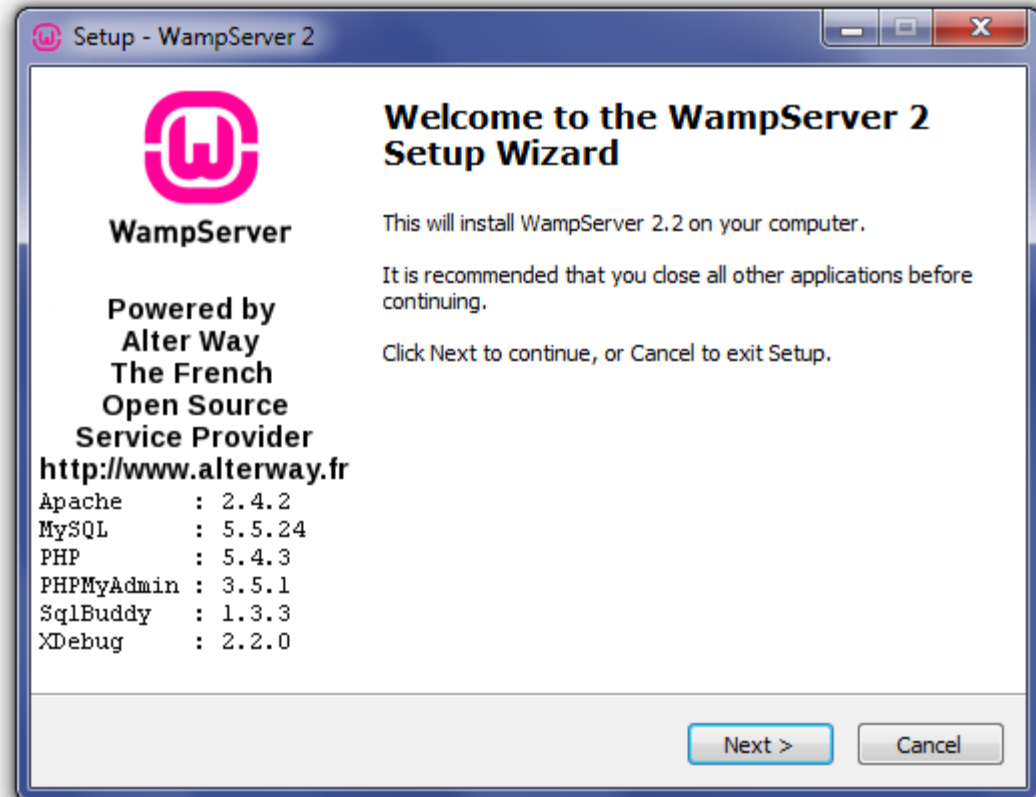 Setup - WampServer 2
WampServer
Powered by
Alter Way
The French
Open Source
Service Provider
http://www.alterway.fr
Apache : 2.4.2
MySQL : 5.5.24
PHP : 5.4.3
PHPMyAdmin : 3.5.1
SqlBuddy : 1.3.3
XDebug : 2.2.0
Welcome to the WampServer 2
Setup Wizard
This will install WampServer 2.2 on your computer.
It is recommended that you close all other applications before
continuing.
Click Next to continue, or Cancel to exit Setup.
Next >
Cancel